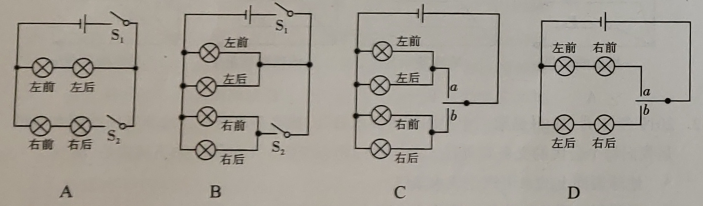 S₁
左前 左后
右前 右后 S₂
A
S₁
左前
左后
右前
右后 S₂
B
左前
左后
a
b
右前
右后
C
左前 右前
a
b
左后 右后
D